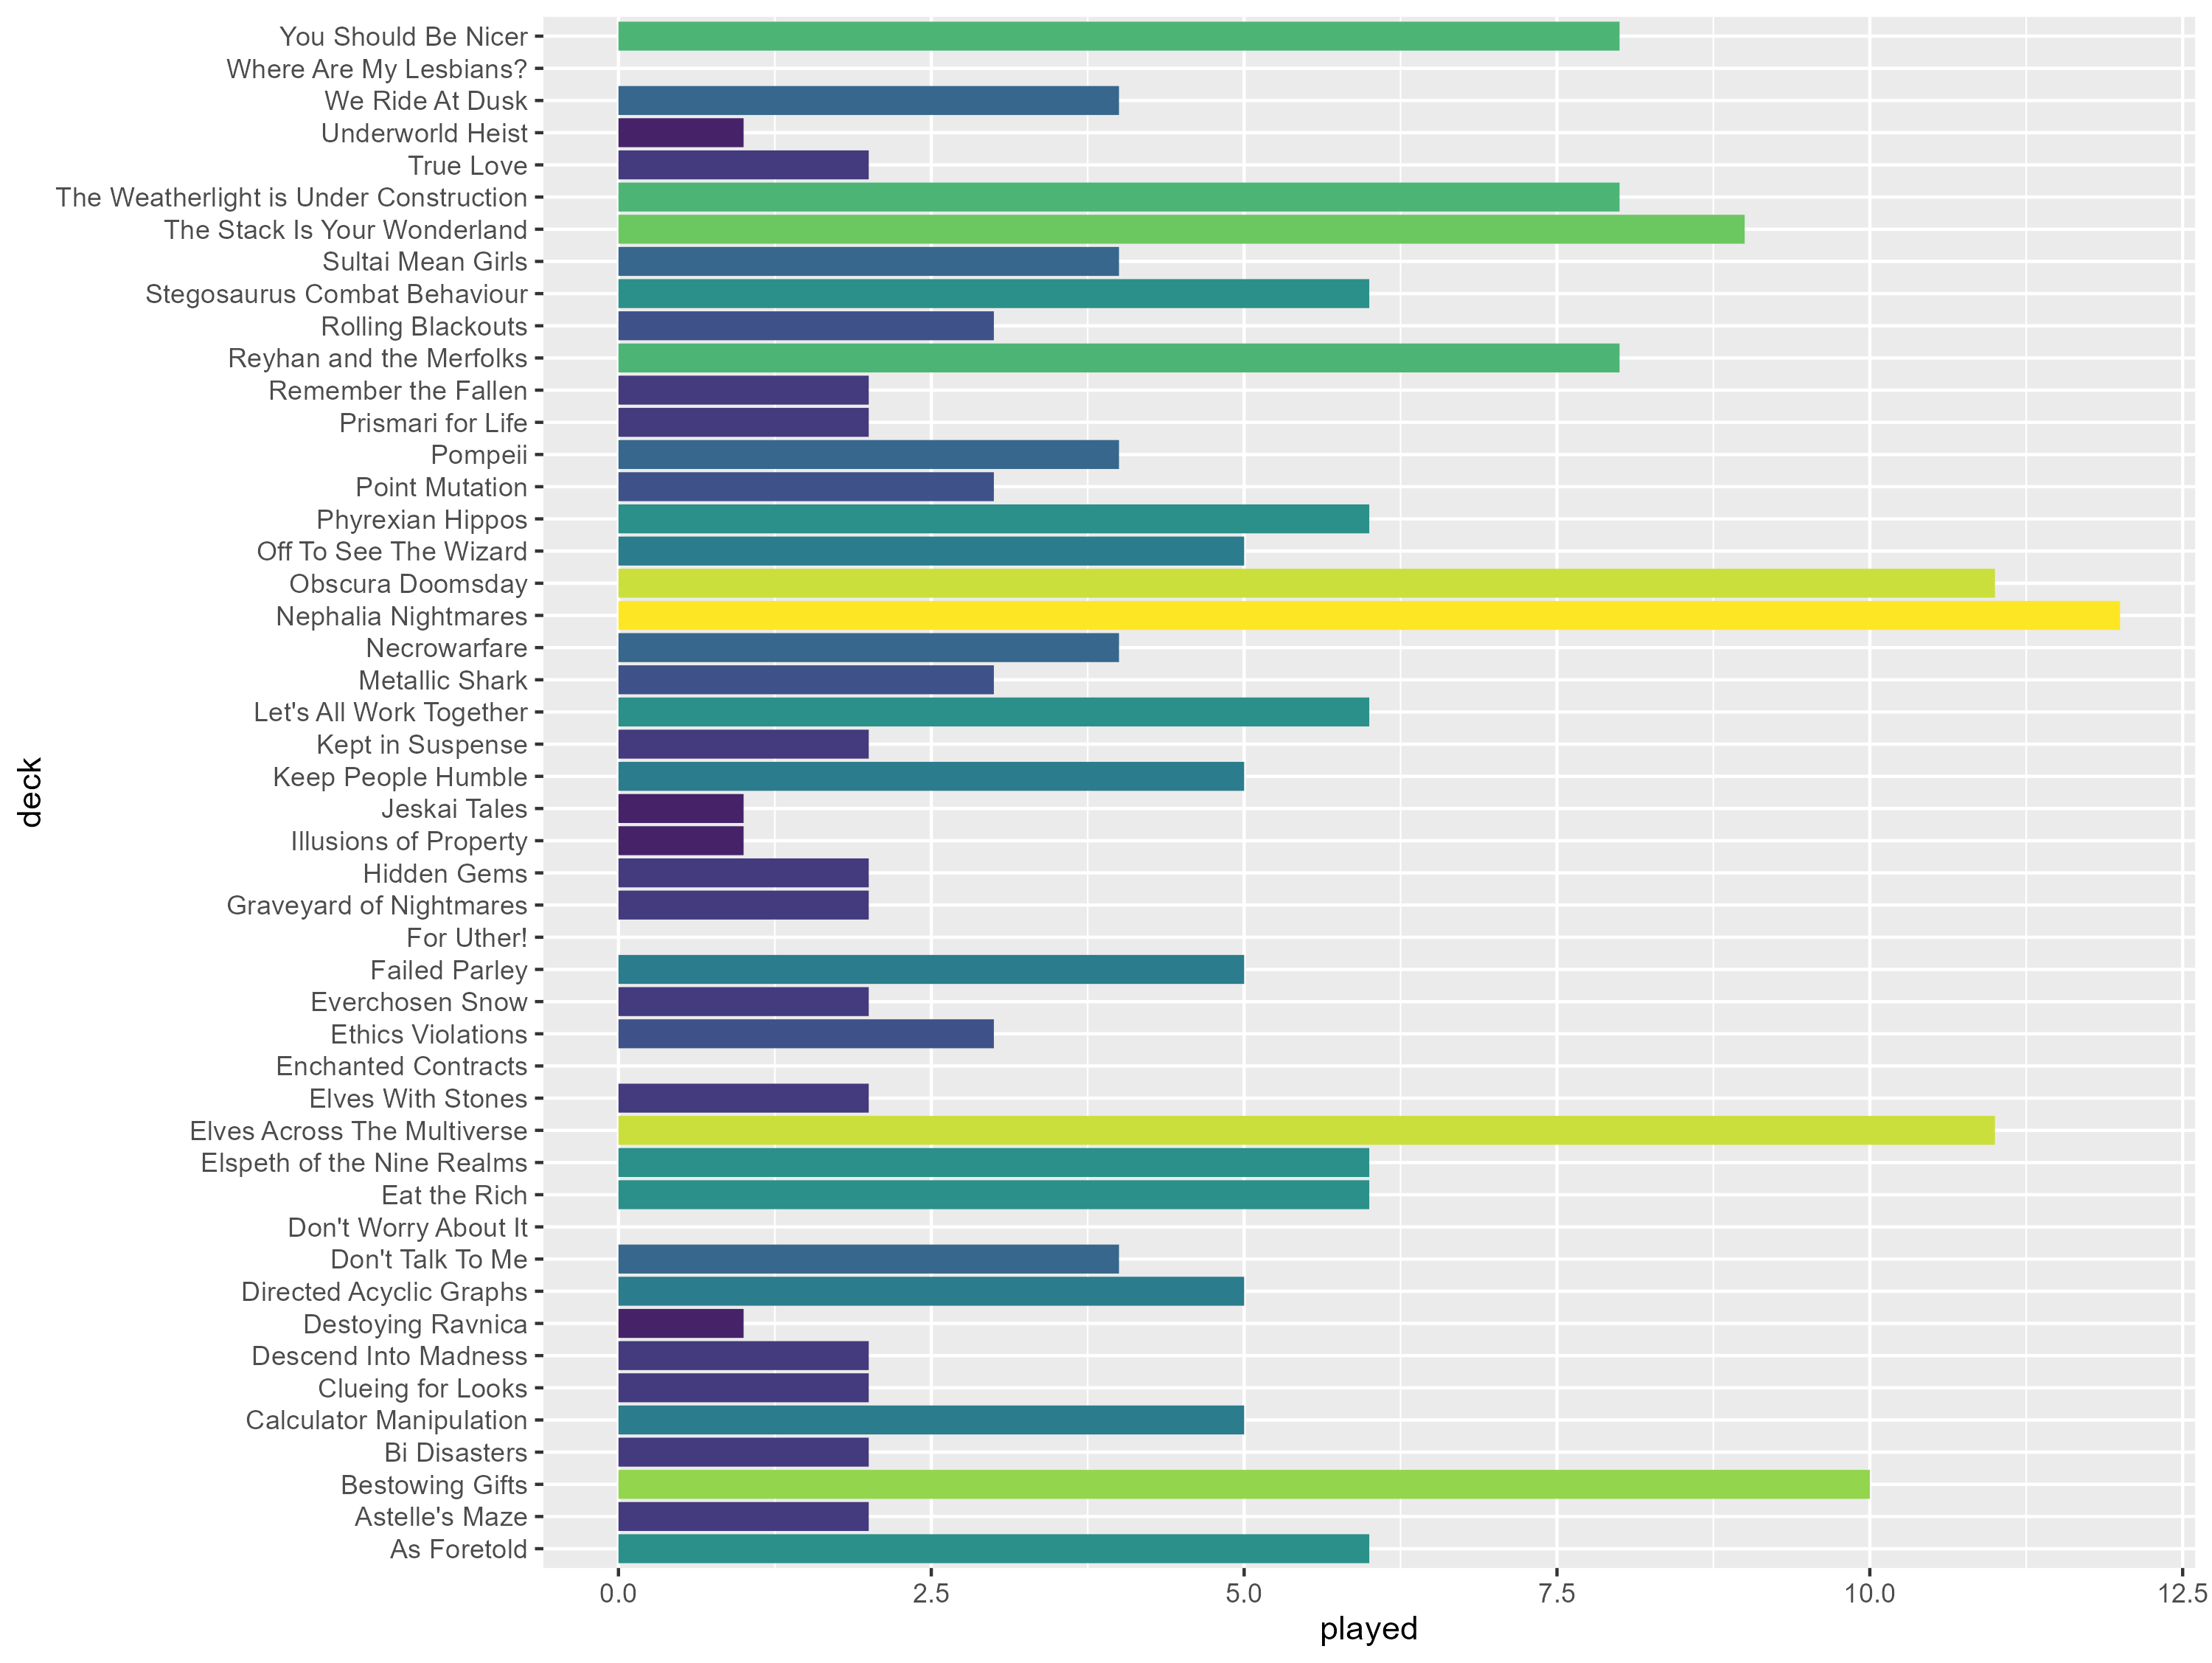 You Should Be Nicer
Where Are My Lesbians?
We Ride At Dusk
Underworld Heist
True Love
The Weatherlight is Under Construction
The Stack Is Your Wonderland
Sultai Mean Girls
Stegosaurus Combat Behaviour
Rolling Blackouts
Reyhan and the Merfolks
Remember the Fallen
Prismari for Life
Pompeii
Point Mutation
Phyrexian Hippos
Off To See The Wizard
Obscura Doomsday
Nephalia Nightmares
Necrowarfare
Metallic Shark
Let's All Work Together
Kept in Suspense
Keep People Humble
Jeskai Tales
Illusions of Property
Hidden Gems
Graveyard of Nightmares
For Uther!
Failed Parley
Everchosen Snow
Ethics Violations
Enchanted Contracts
Elves With Stones
Elves Across The Multiverse
Elspeth of the Nine Realms
Eat the Rich
Don't Worry About It
Don't Talk To Me
Directed Acyclic Graphs
Destoying Ravnica
Descend Into Madness
Clueing for Looks
Calculator Manipulation
Bi Disasters
Bestowing Gifts
Astelle's Maze
As Foretold
deck
0.0 2.5 5.0 7.5 10.0 12.5
played